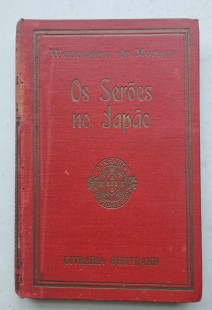 Wenceslau de Moraes
Os Serões
no Japão
LIVRARIA BERTRAND